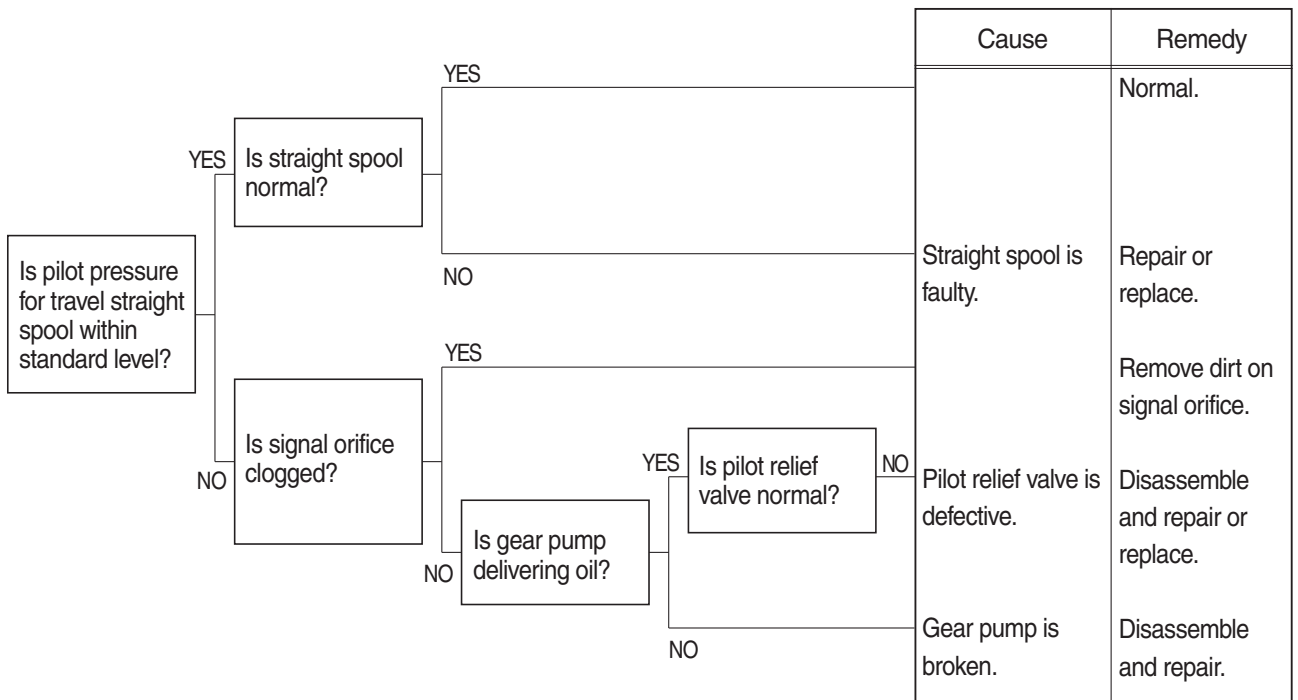 Cause
Remedy
YES
Normal.
YES
Is straight spool
normal?
NO
Straight spool is
faulty.
Repair or
replace.
Is pilot pressure
for travel straight
spool within
standard level?
YES
Remove dirt on
signal orifice.
NO
Is signal orifice
clogged?
YES
Is pilot relief
valve normal?
NO
Pilot relief valve is
defective.
Disassemble
and repair or
replace.
NO
Is gear pump
delivering oil?
NO
Gear pump is
broken.
Disassemble
and repair.